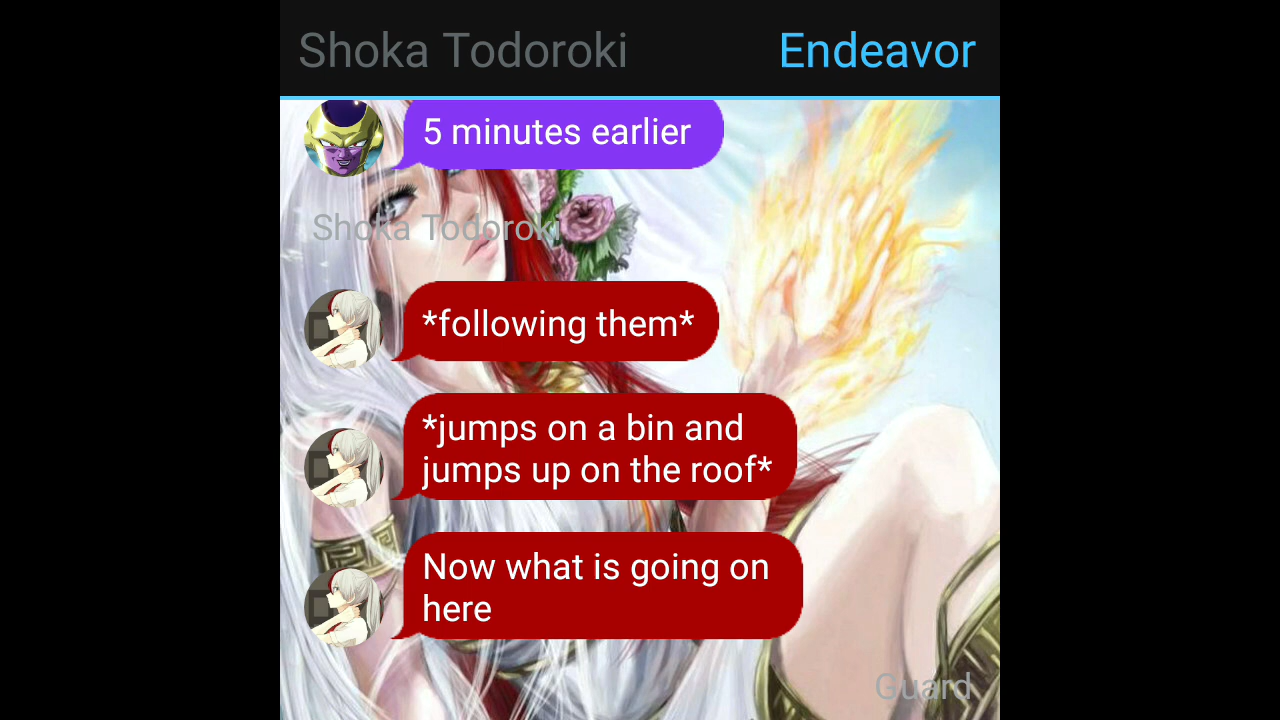 Shoka Todoroki
Endeavor
5 minutes earlier
Shoka Todoroki
*following them*
*jumps on a bin and
jumps up on the roof*
Now what is going on
here
Guard